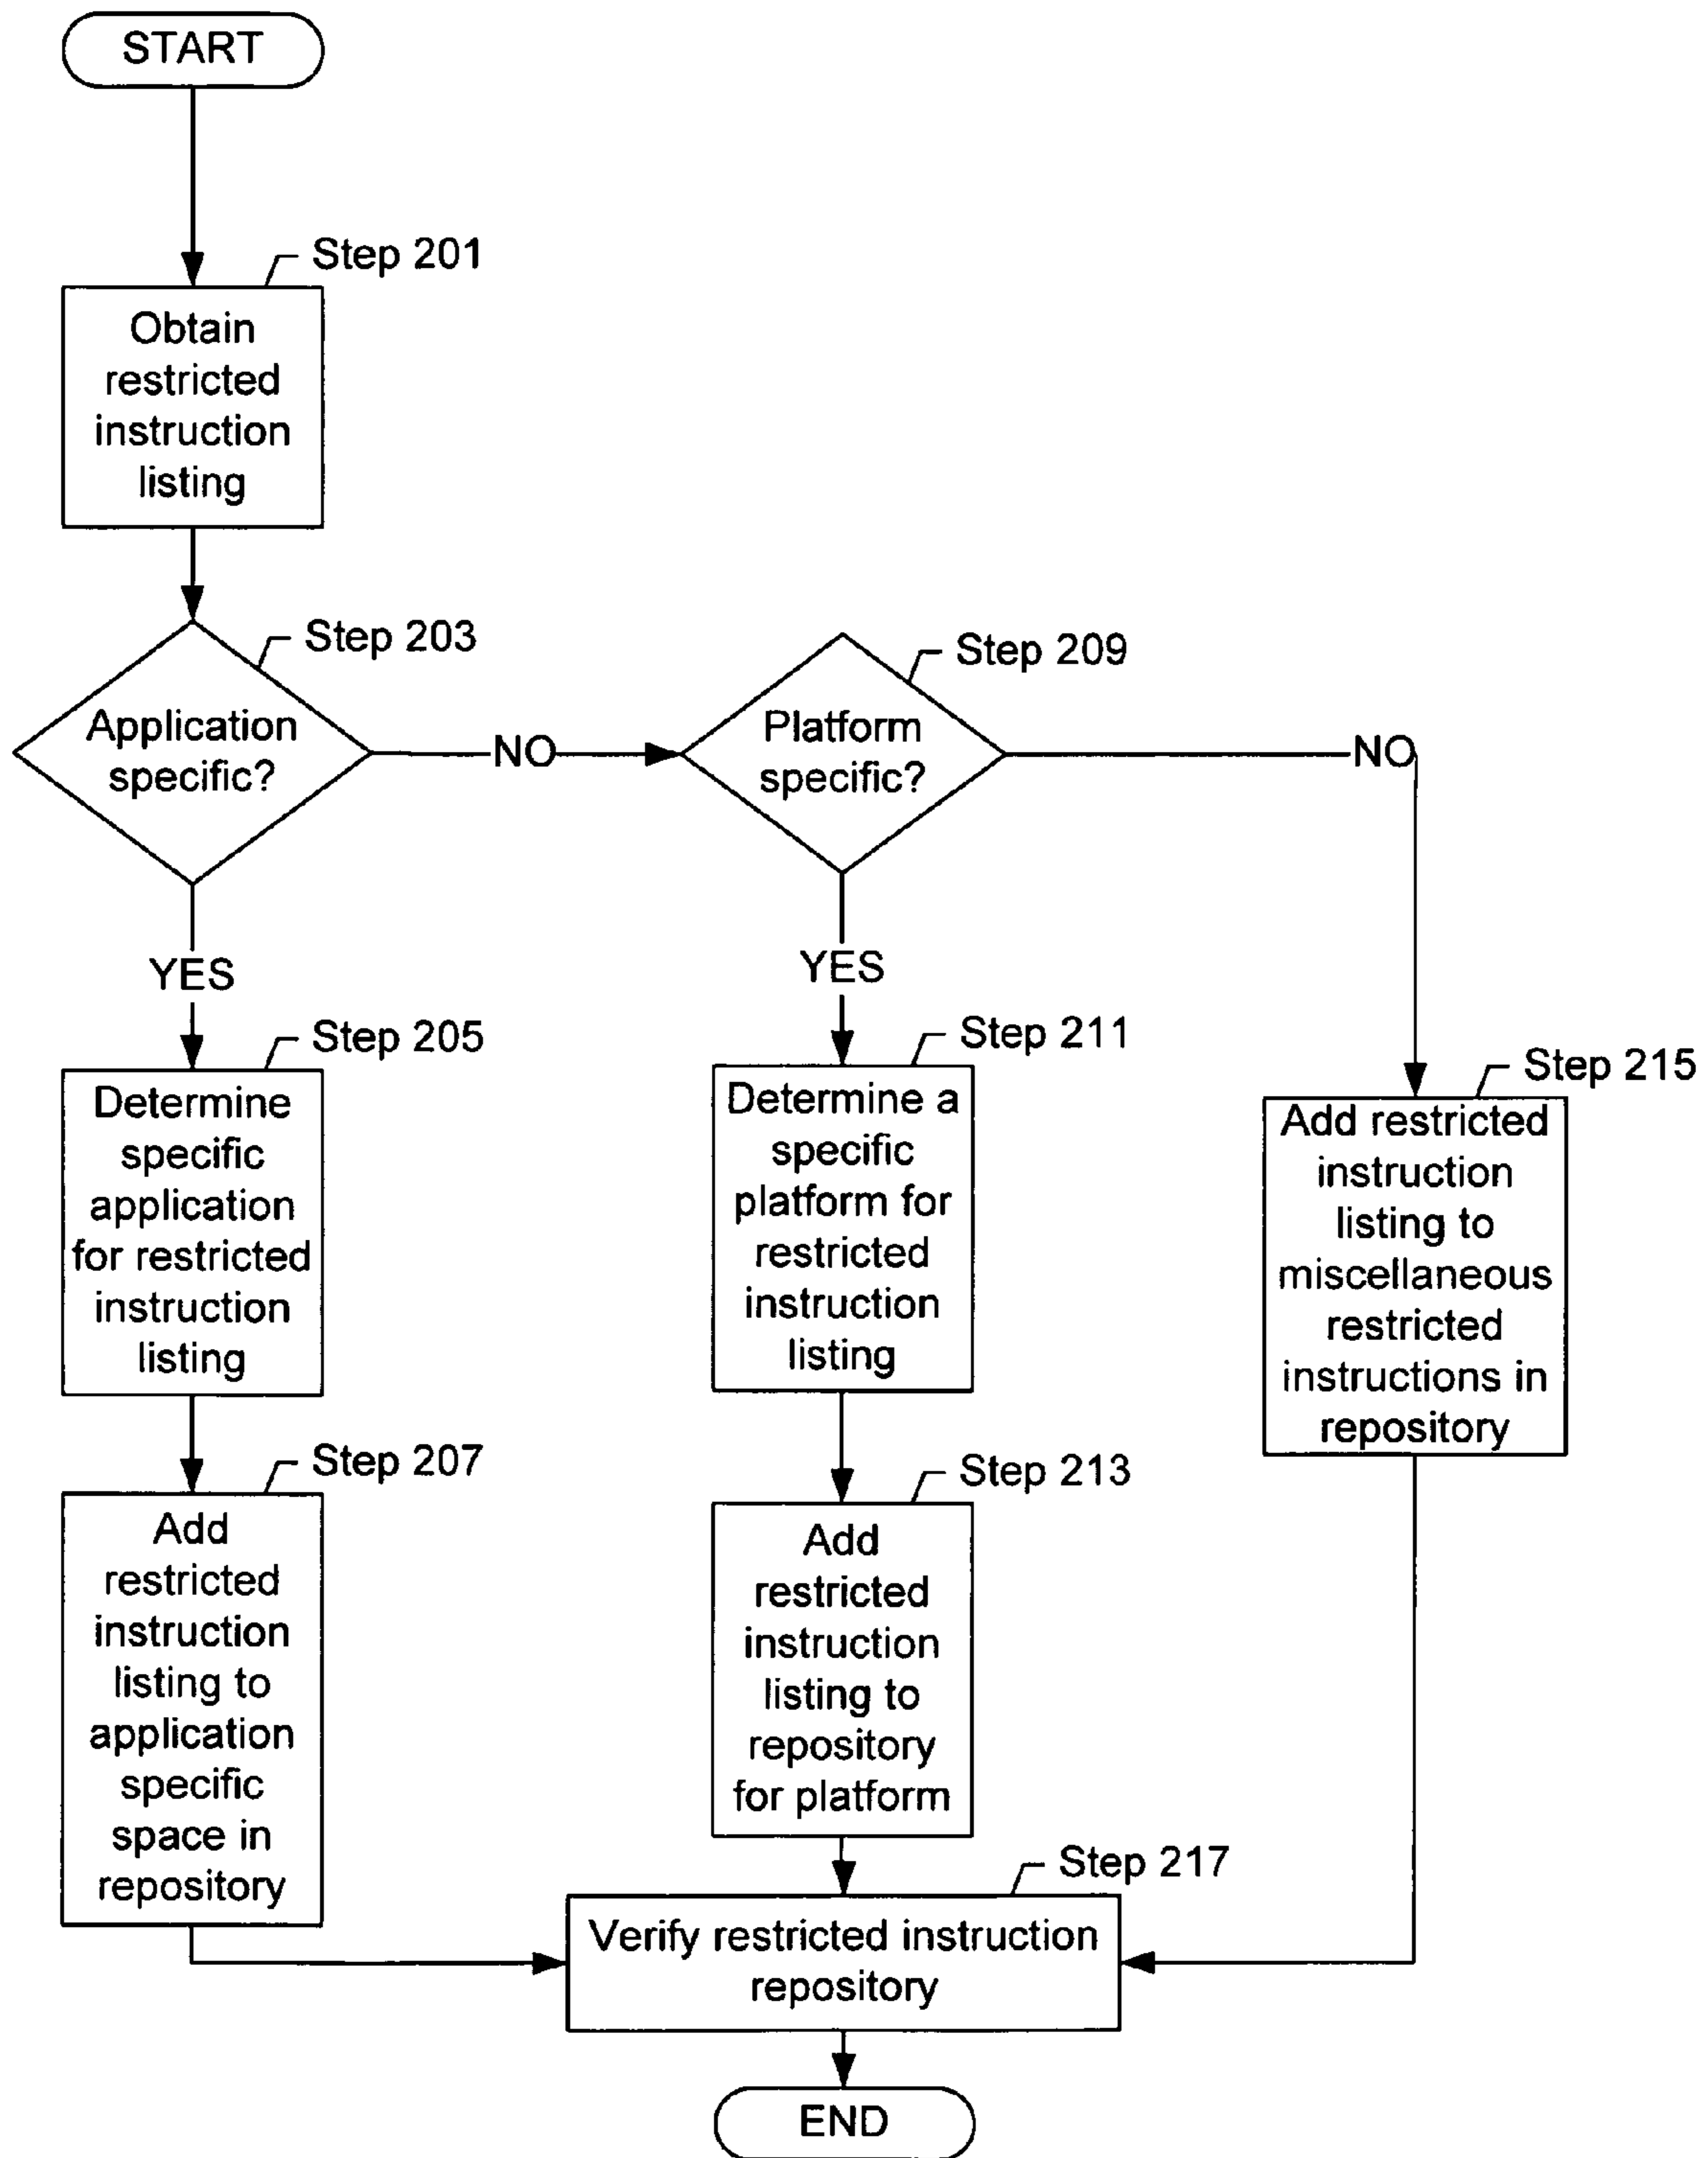 START
Step 201
Obtain
restricted
instruction
listing
Step 203
Application
specific?
NO
Step 209
Platform
specific?
NO
YES
YES
Step 205
Determine
specific
application
for restricted
instruction
listing
Step 211
Determine a
specific
platform for
restricted
instruction
listing
Step 215
Add restricted
instruction
listing to
miscellaneous
restricted
instructions in
repository
Step 207
Add
restricted
instruction
listing to
application
specific
space in
repository
Step 213
Add
restricted
instruction
listing to
repository
for platform
Step 217
Verify restricted instruction
repository
END